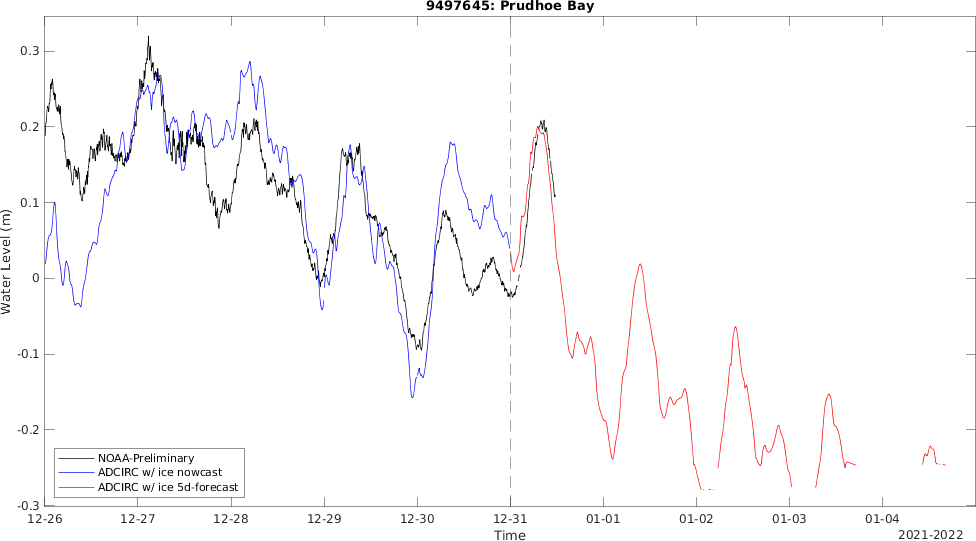 9497645: Prudhoe Bay
Water Level (m)
0.3
0.2
0.1
0
-0.1
-0.2
-0.3
NOAA-Preliminary
ADCIRC w/ ice nowcast
ADCIRC w/ ice 5d-forecast
12-26 12-27 12-28 12-29 12-30 12-31 01-01 01-02 01-03 01-04
Time
2021-2022